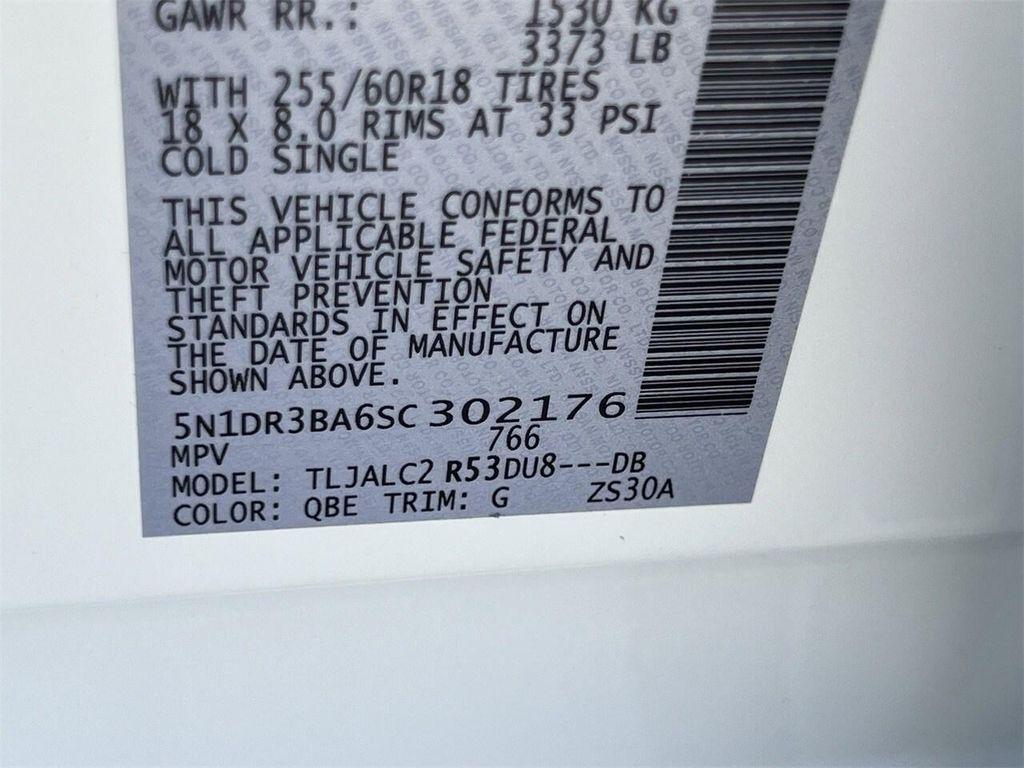 GAWR RR.: 1530 KG
3373 LB
WITH 255/60R18 TIRES
18 X 8.0 RIMS AT 33 PSI
COLD SINGLE
THIS VEHICLE CONFORMS TO
ALL APPLICABLE FEDERAL
MOTOR VEHICLE SAFETY AND
THEFT PREVENTION
STANDARDS IN EFFECT ON
THE DATE OF MANUFACTURE
SHOWN ABOVE.
5N1DR3BA6SC302176
MPV 766
MODEL: TLJALC2 R53DU8---DB
COLOR: QBE TRIM: G ZS30A